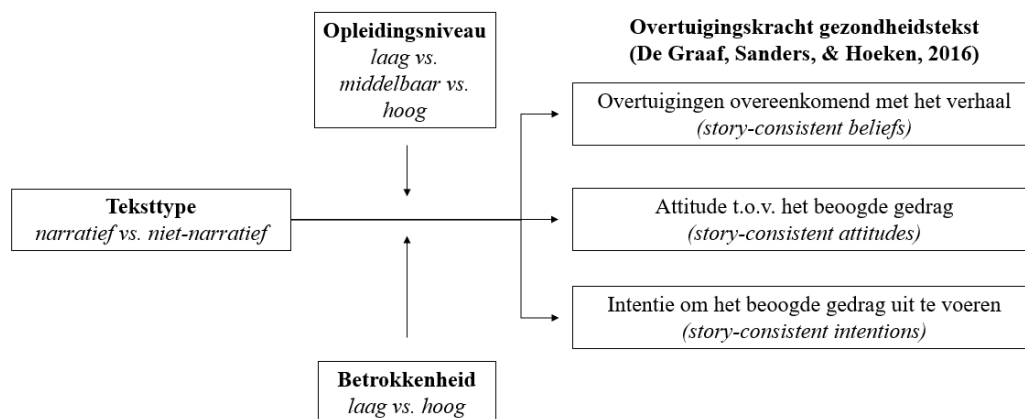 Opleidingsniveau
laag vs.
middelbaar vs.
hoog
Overtuigingskracht gezondheidstekst
(De Graaf, Sanders, & Hoeken, 2016)
Overtuigingen overeenkomend met het verhaal
(story-consistent beliefs)
Teksttype
narratief vs. niet-narratief
Attitude t.o.v. het beoogde gedrag
(story-consistent attitudes)
Intentie om het beoogde gedrag uit te voeren
(story-consistent intentions)
Betrokkenheid
laag vs. hoog